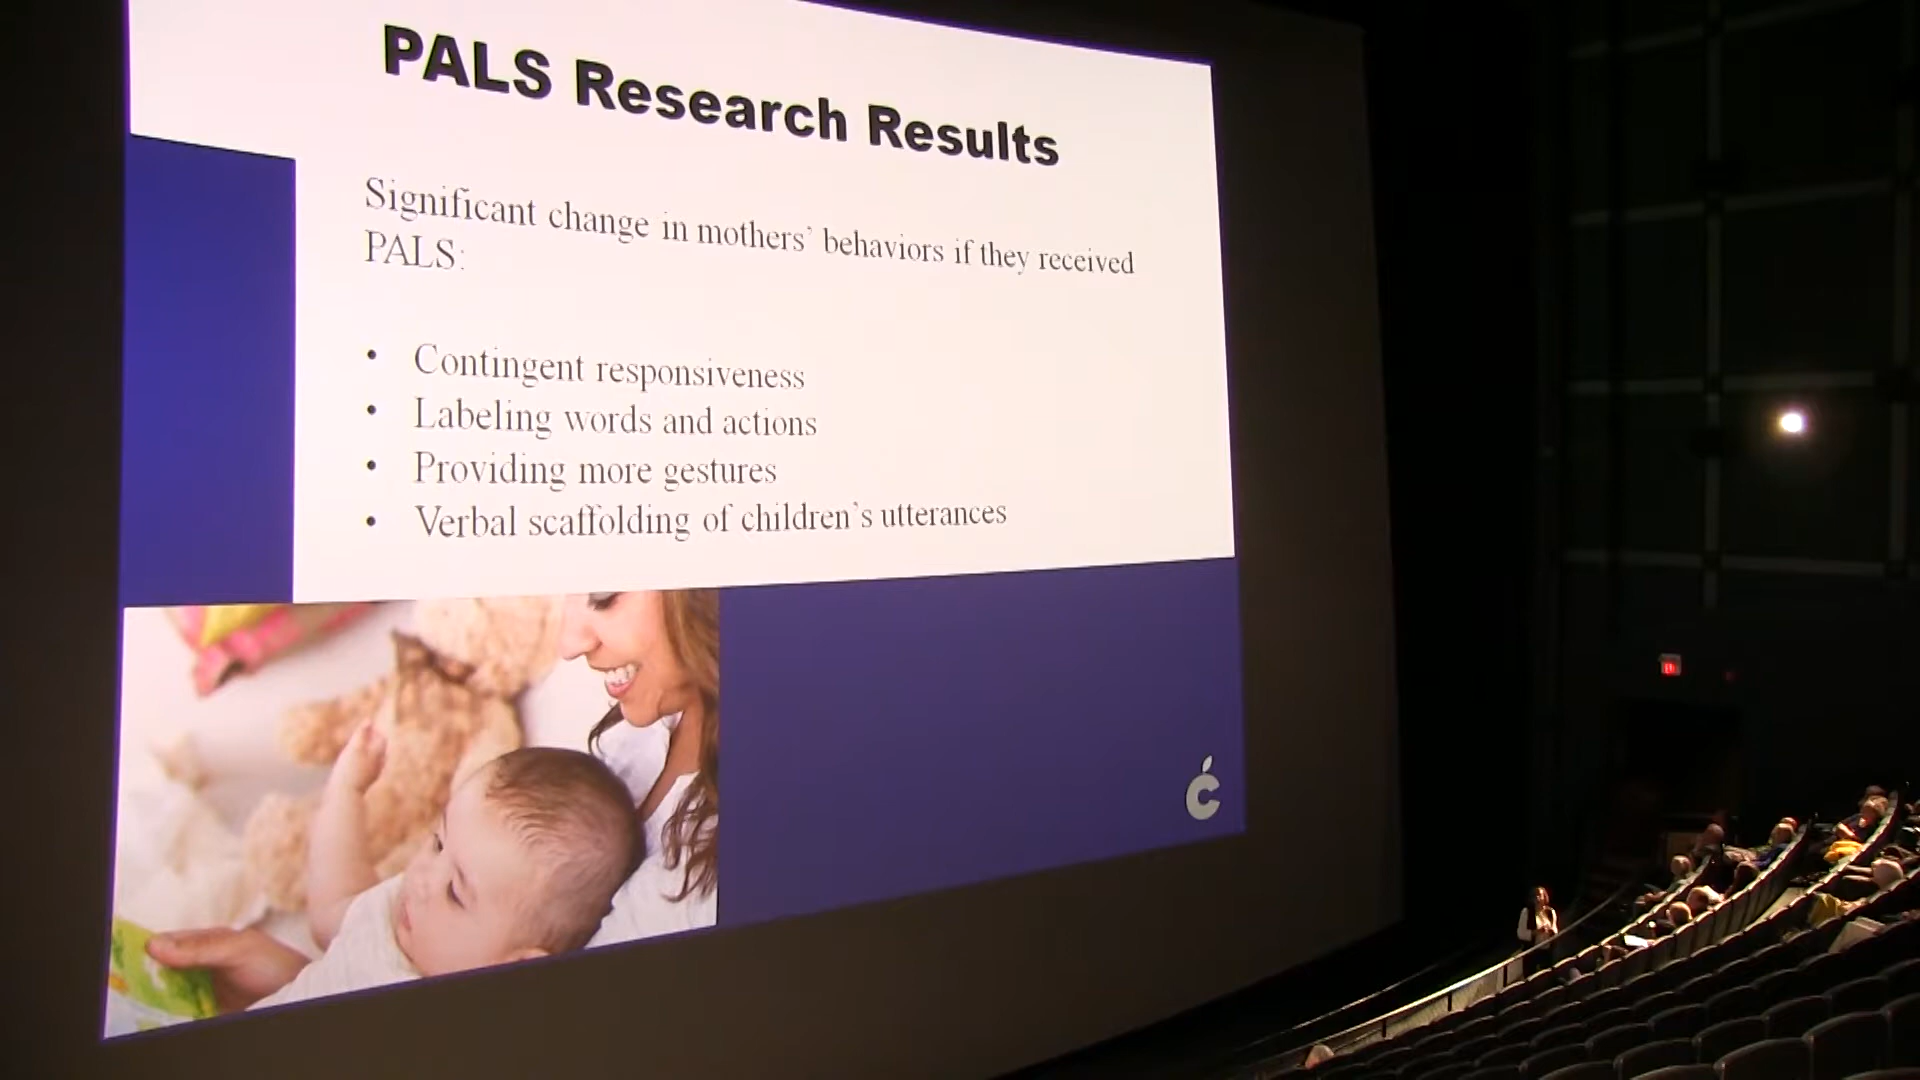 PALS Research Results
Significant change in mothers' behaviors if they received
PALS:
• Contingent responsiveness
• Labeling words and actions
• Providing more gestures
• Verbal scaffolding of children's utterances